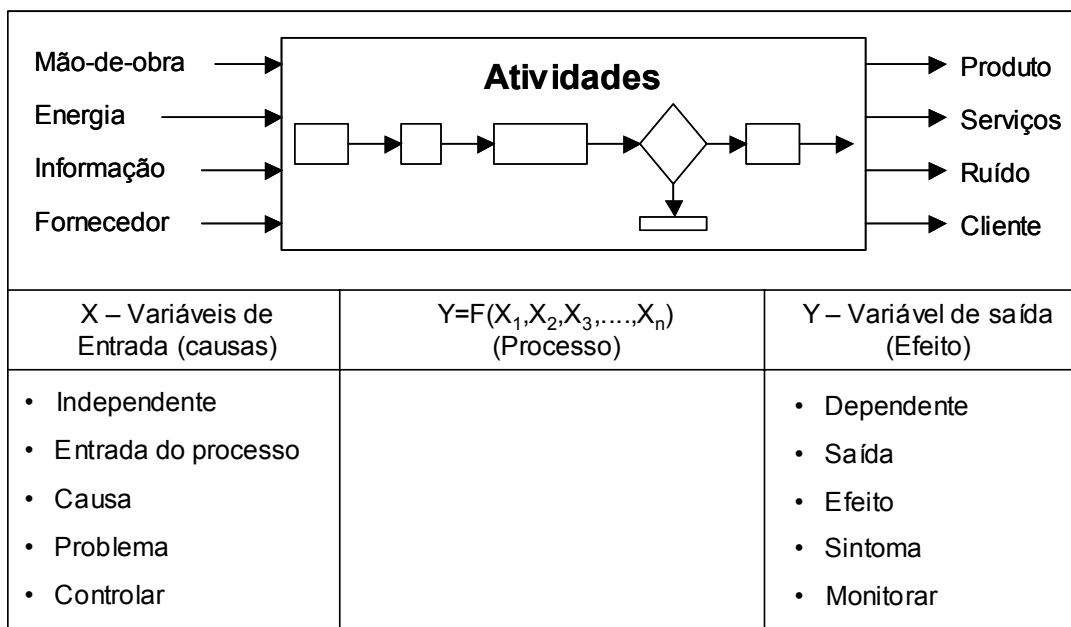 Mão-de-obra
Energia
Informação
Fornecedor
Atividades
Produto
Serviços
Ruído
Cliente
X – Variáveis de
Entrada (causas)
Y=F(X₁,X₂,X₃,....,Xₙ)
(Processo)
Y – Variável de saída
(Efeito)
• Independente
• Entrada do processo
• Causa
• Problema
• Controlar
• Dependente
• Saída
• Efeito
• Sintoma
• Monitorar